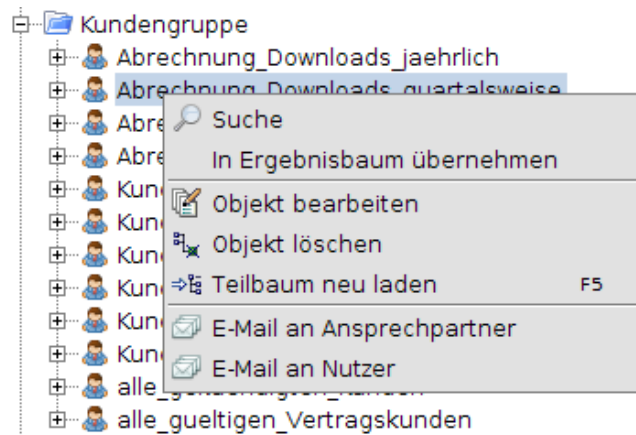 Kundengruppe
Abrechnung_Downloads_jaehrlich
Abrechnung_Downloads_quartalsweise
Suche
In Ergebnisbaum übernehmen
Objekt bearbeiten
Objekt löschen
Teilbaum neu laden F5
E-Mail an Ansprechpartner
E-Mail an Nutzer
alle_gueltigen_Vertragskunden